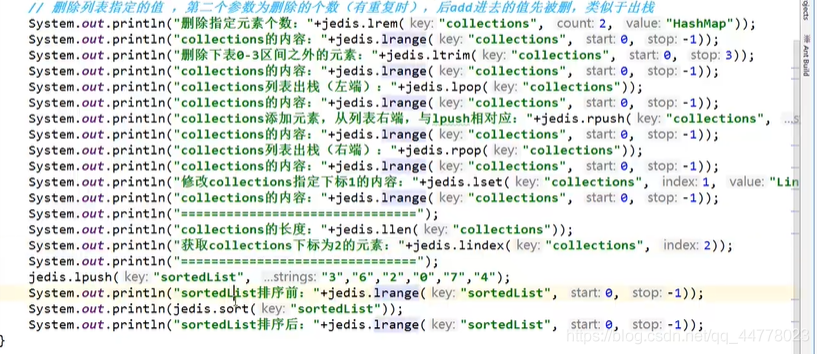 // 删除列表指定的值 ，第二个参数为删除的个数（有重复时），后add进去的值先被删，类似于出栈
System.out.println("删除指定元素个数："+jedis.lrem( key: "collections", count: 2, value: "HashMap"));
System.out.println("collections的内容："+jedis.lrange( key: "collections", start: 0, stop: -1));
System.out.println("删除下表0-3区间之外的元素："+jedis.ltrim( key: "collections", start: 0, stop: 3));
System.out.println("collections的内容："+jedis.lrange( key: "collections", start: 0, stop: -1));
System.out.println("collections列表出栈（左端）："+jedis.lpop( key: "collections"));
System.out.println("collections的内容："+jedis.lrange( key: "collections", start: 0, stop: -1));
System.out.println("collections添加元素，从列表右端，与lpush相对应："+jedis.rpush( key: "collections", ...s
System.out.println("collections的内容："+jedis.lrange( key: "collections", start: 0, stop: -1));
System.out.println("collections列表出栈（右端）："+jedis.rpop( key: "collections"));
System.out.println("collections的内容："+jedis.lrange( key: "collections", start: 0, stop: -1));
System.out.println("修改collections指定下标1的内容："+jedis.lset( key: "collections", index: 1, value: "Lin
System.out.println("collections的内容："+jedis.lrange( key: "collections", start: 0, stop: -1));
System.out.println("===============================");
System.out.println("collections的长度："+jedis.llen( key: "collections"));
System.out.println("获取collections下标为2的元素："+jedis.lindex( key: "collections", index: 2));
System.out.println("===============================");
jedis.lpush( key: "sortedList", ...strings: "3","6","2","0","7","4");
System.out.println("sortedList排序前："+jedis.lrange( key: "sortedList", start: 0, stop: -1));
System.out.println(jedis.sort( key: "sortedList"));
System.out.println("sortedList排序后："+jedis.lrange( key: "sortedList", start: 0, stop: -1));
}
ojects
Ant Build
https://blog.csdn.net/qq_44778023